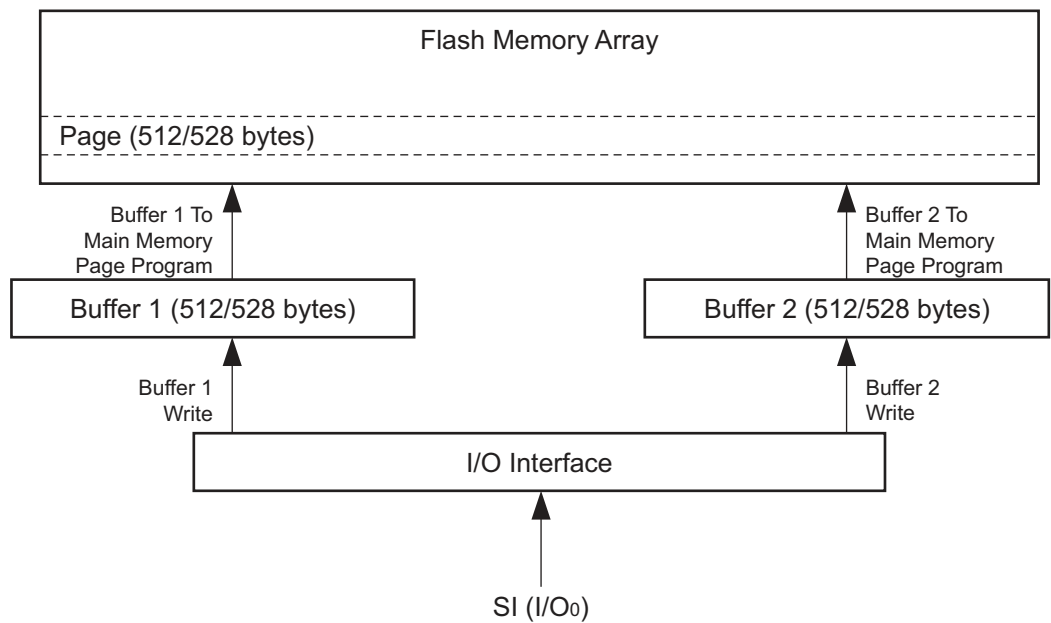 Flash Memory Array
Page (512/528 bytes)
Buffer 1 To
Main Memory
Page Program
Buffer 2 To
Main Memory
Page Program
Buffer 1 (512/528 bytes)
Buffer 2 (512/528 bytes)
Buffer 1
Write
Buffer 2
Write
I/O Interface
SI (I/O₀)